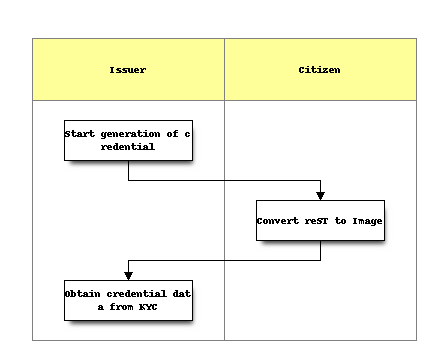 Issuer
Citizen
Start generation of c
redential
Convert reST to Image
Obtain credential dat
a from KYC